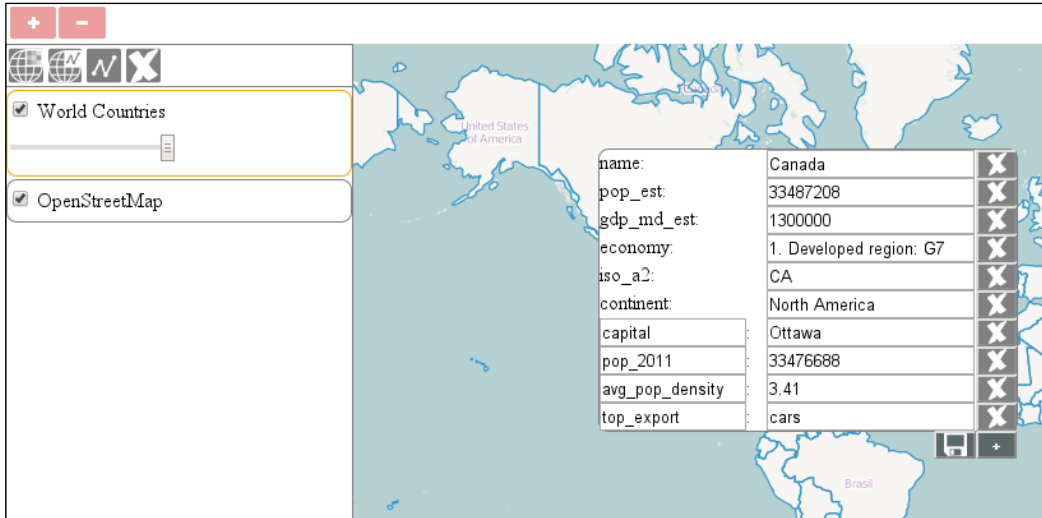 + −
World Countries
OpenStreetMap
Canada
United States
of America
name: Canada
pop_est: 33487208
gdp_md_est: 1300000
economy: 1. Developed region: G7
iso_a2: CA
continent: North America
capital : Ottawa
pop_2011 : 33476688
avg_pop_density : 3.41
top_export : cars
+
Brasil